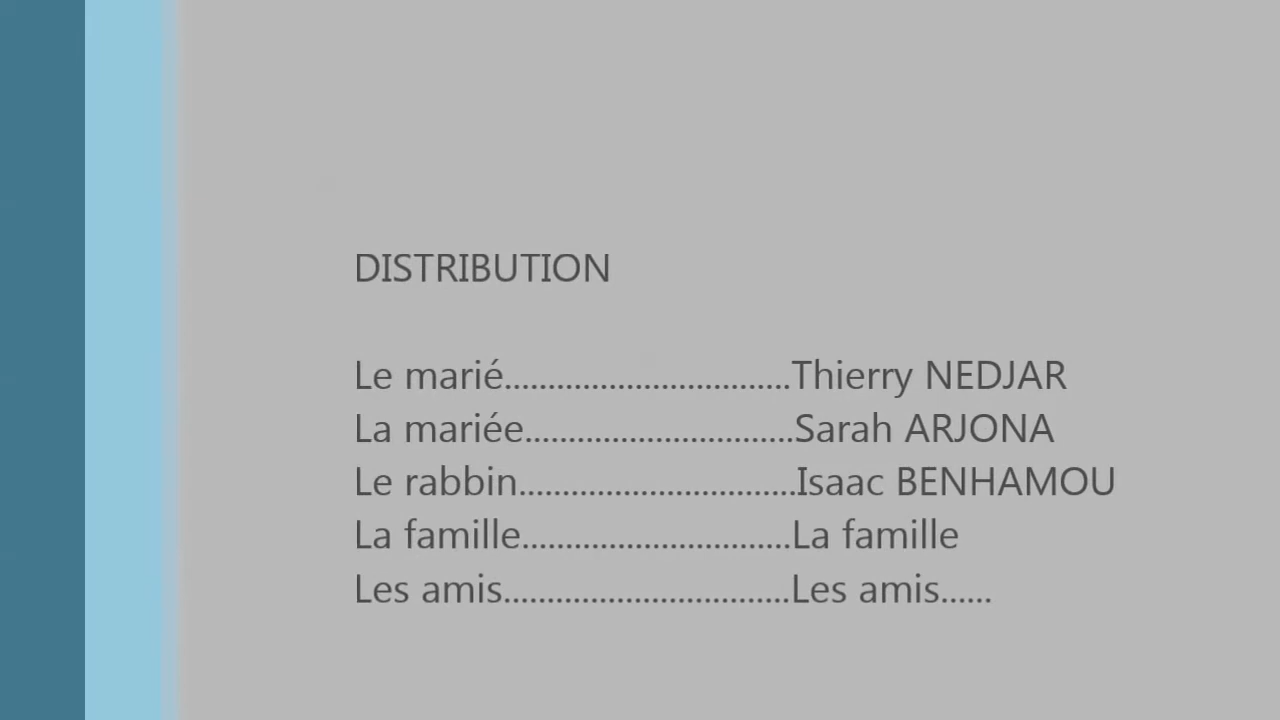 DISTRIBUTION
Le marié.................................Thierry NEDJAR
La mariée...............................Sarah ARJONA
Le rabbin................................Isaac BENHAMOU
La famille...............................La famille
Les amis.................................Les amis......